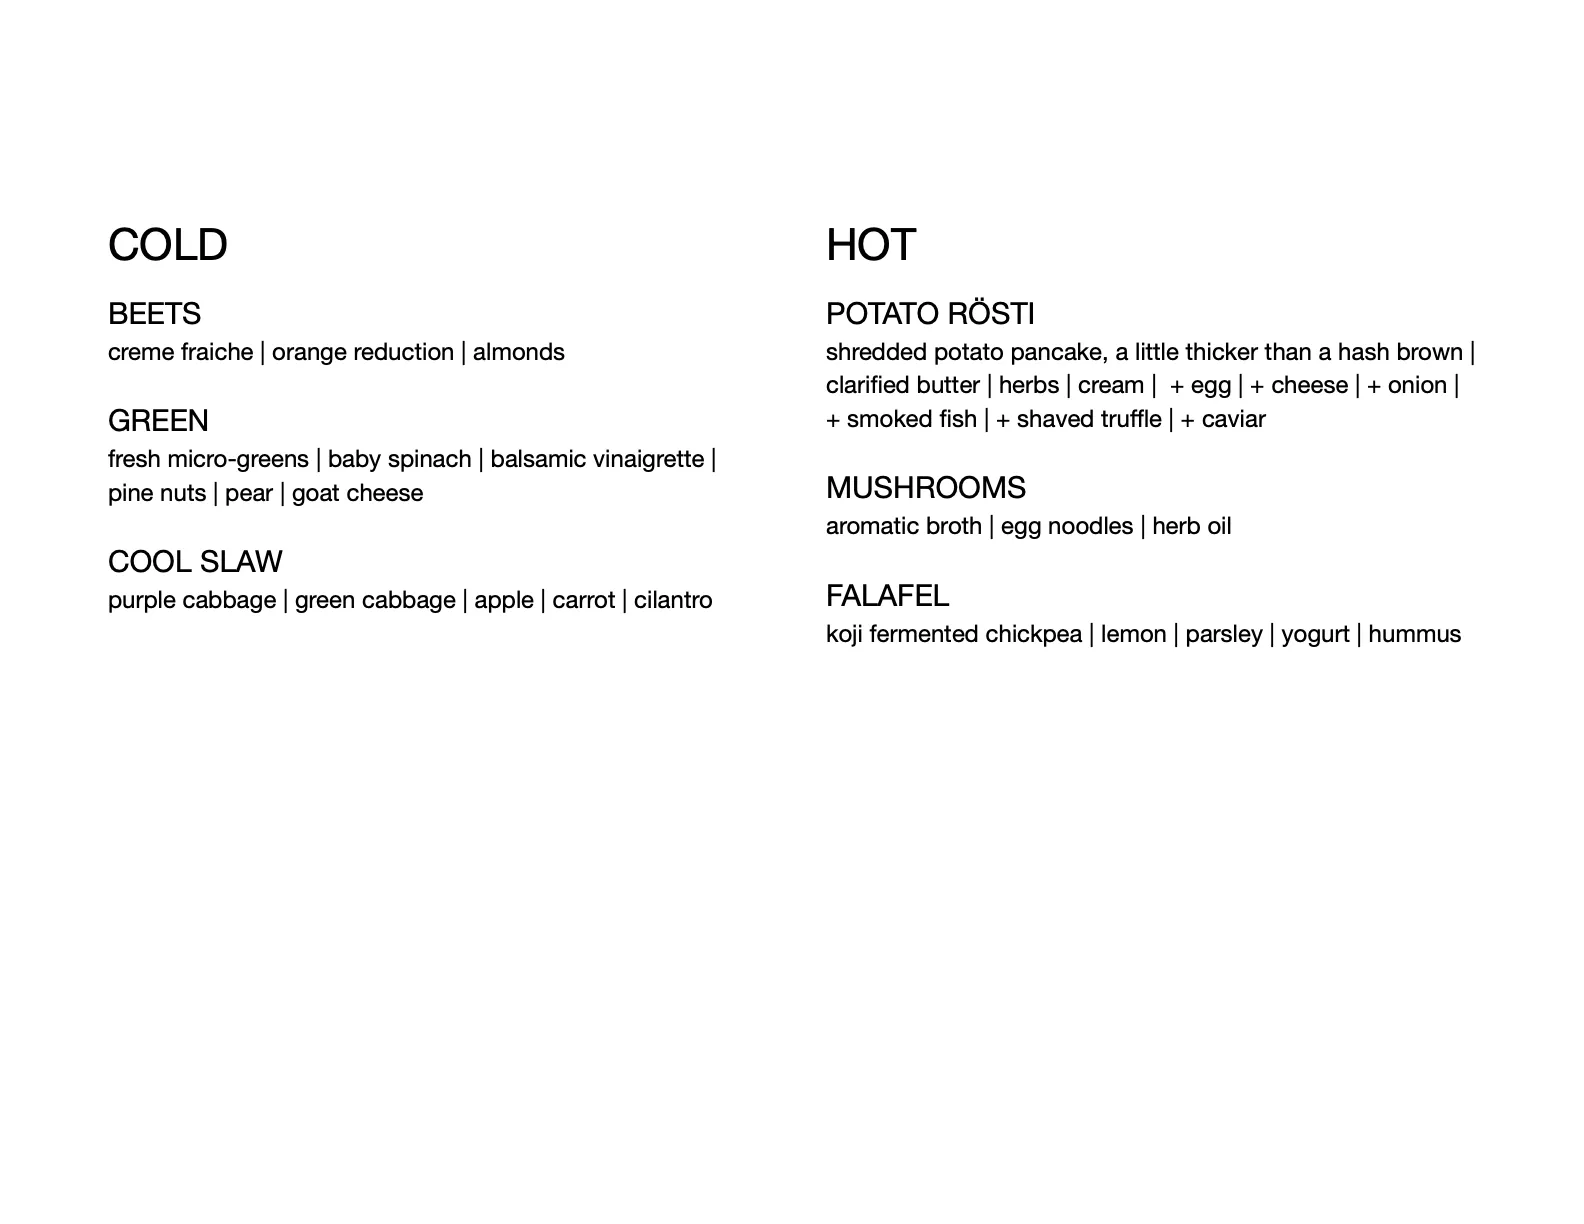 COLD
BEETS
creme fraiche | orange reduction | almonds
GREEN
fresh micro-greens | baby spinach | balsamic vinaigrette |
pine nuts | pear | goat cheese
COOL SLAW
purple cabbage | green cabbage | apple | carrot | cilantro
HOT
POTATO RÖSTI
shredded potato pancake, a little thicker than a hash brown |
clarified butter | herbs | cream |  + egg | + cheese | + onion |
+ smoked fish | + shaved truffle | + caviar
MUSHROOMS
aromatic broth | egg noodles | herb oil
FALAFEL
koji fermented chickpea | lemon | parsley | yogurt | hummus